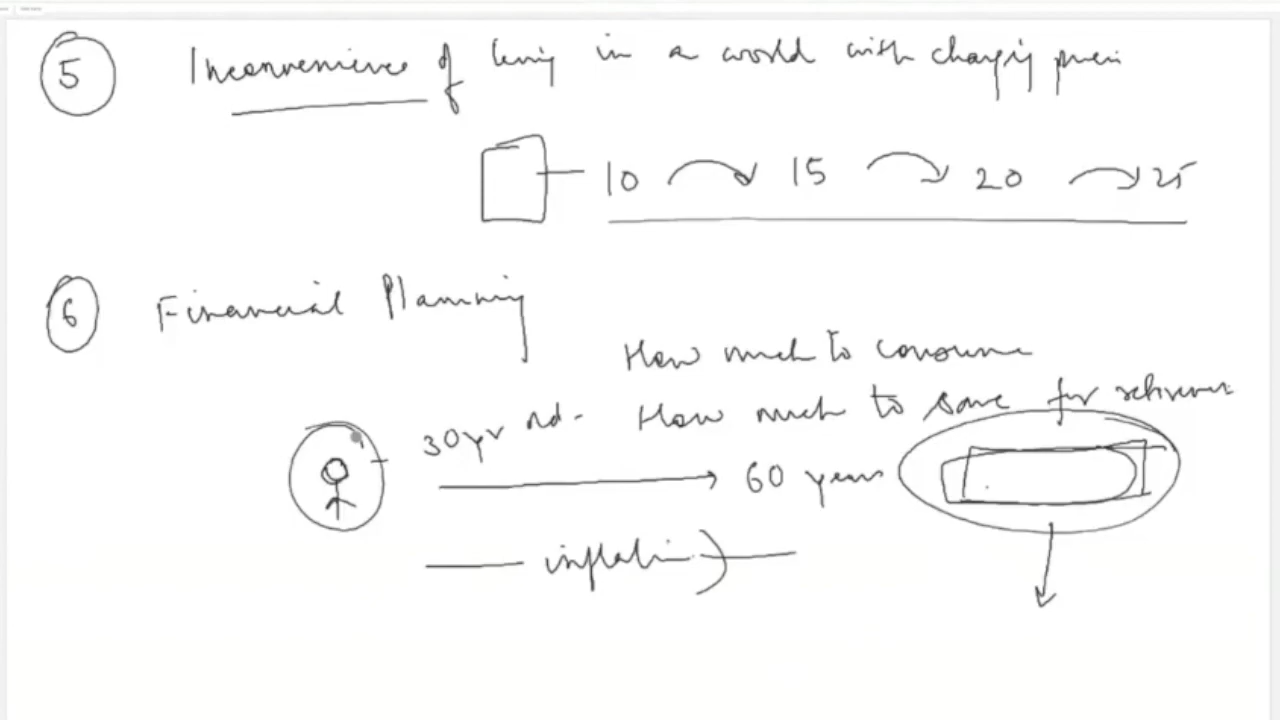 5 Inconvenience of living in a world with changing prices
10 15 20 25
6 Financial Planning
How much to consume
30yr old - How much to save for retirement
60 years
inflation